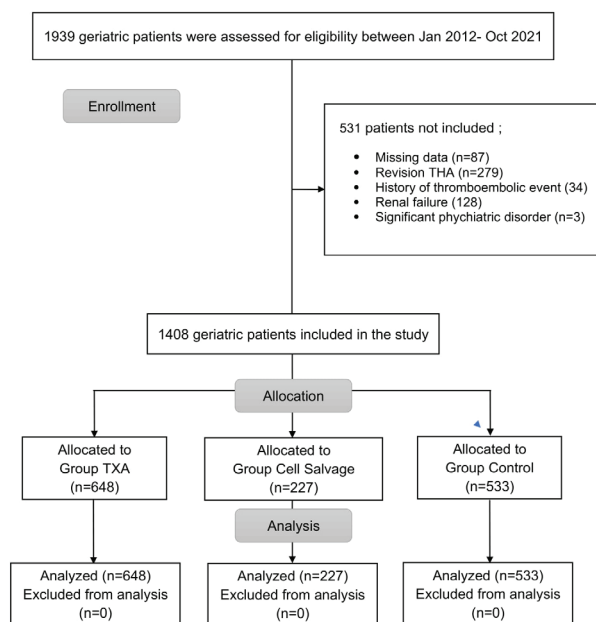 1939 geriatric patients were assessed for eligibility between Jan 2012- Oct 2021
Enrollment
531 patients not included ;
• Missing data (n=87)
• Revision THA (n=279)
• History of thromboembolic event (34)
• Renal failure (128)
• Significant phychiatric disorder (n=3)
1408 geriatric patients included in the study
Allocation
Allocated to
Group TXA
(n=648)
Allocated to
Group Cell Salvage
(n=227)
Allocated to
Group Control
(n=533)
Analysis
Analyzed (n=648)
Excluded from analysis
(n=0)
Analyzed (n=227)
Excluded from analysis
(n=0)
Analyzed (n=533)
Excluded from analysis
(n=0)